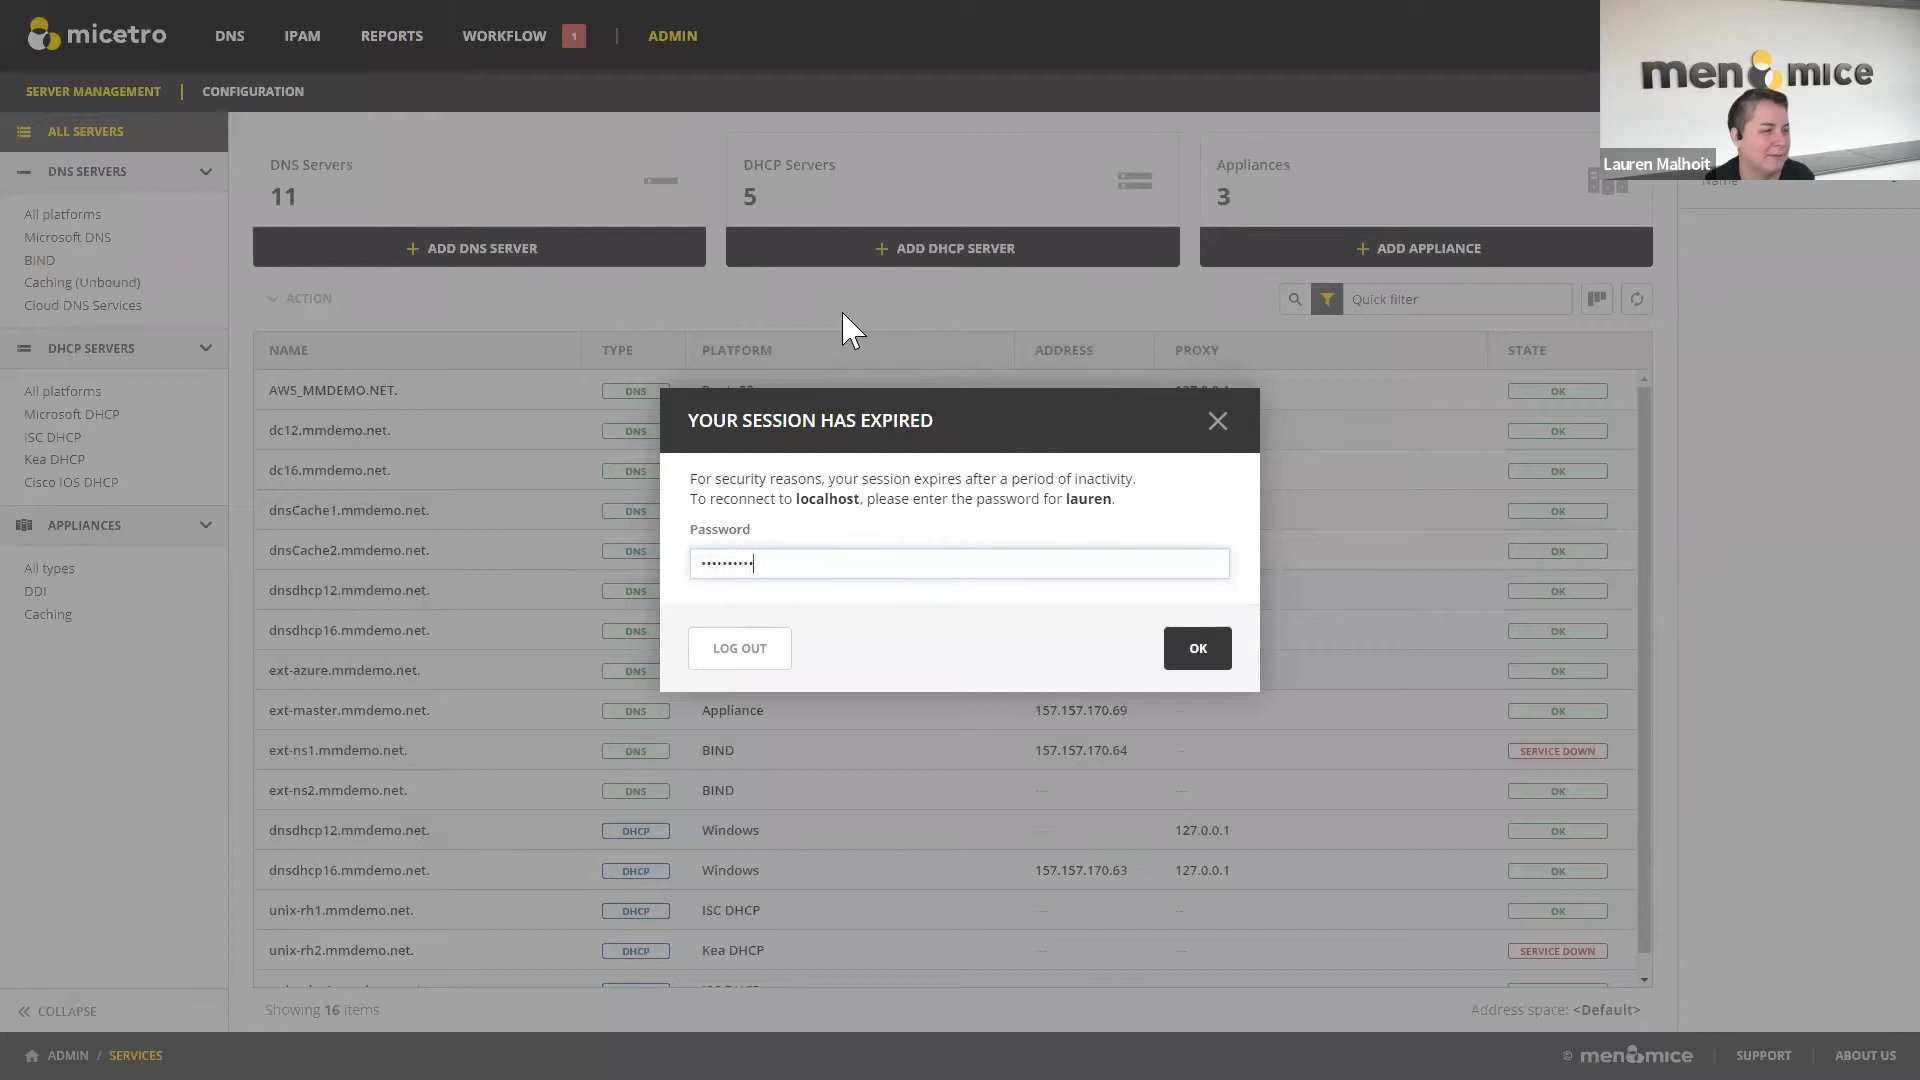 micetro
DNS
IPAM
REPORTS
WORKFLOW
1
ADMIN
men&mice
Lauren Malhoit
SERVER MANAGEMENT
CONFIGURATION
ALL SERVERS
DNS SERVERS
All platforms
Microsoft DNS
BIND
Caching (Unbound)
Cloud DNS Services
DHCP SERVERS
All platforms
Microsoft DHCP
ISC DHCP
Kea DHCP
Cisco IOS DHCP
APPLIANCES
All types
DDI
Caching
COLLAPSE
DNS Servers
11
ADD DNS SERVER
DHCP Servers
5
ADD DHCP SERVER
Appliances
3
ADD APPLIANCE
Name
ACTION
Quick filter
NAME TYPE PLATFORM ADDRESS PROXY STATE
AWS_MMDEMO.NET. DNS OK
dc12.mmdemo.net. DNS OK
dc16.mmdemo.net. DNS OK
dnsCache1.mmdemo.net. DNS OK
dnsCache2.mmdemo.net. DNS OK
dnsdhcp12.mmdemo.net. DNS OK
dnsdhcp16.mmdemo.net. DNS OK
ext-azure.mmdemo.net. DNS OK
ext-master.mmdemo.net. DNS Appliance 157.157.170.69 -- OK
ext-ns1.mmdemo.net. DNS BIND 157.157.170.64 -- SERVICE DOWN
ext-ns2.mmdemo.net. DNS BIND -- -- OK
dnsdhcp12.mmdemo.net. DHCP Windows -- 127.0.0.1 OK
dnsdhcp16.mmdemo.net. DHCP Windows 157.157.170.63 127.0.0.1 OK
unix-rh1.mmdemo.net. DHCP ISC DHCP -- -- OK
unix-rh2.mmdemo.net. DHCP Kea DHCP -- -- SERVICE DOWN
YOUR SESSION HAS EXPIRED
For security reasons, your session expires after a period of inactivity.
To reconnect to localhost, please enter the password for lauren.
Password
••••••••••
LOG OUT
OK
Showing 16 items
Address space: <Default>
ADMIN / SERVICES
© men&mice
SUPPORT
ABOUT US